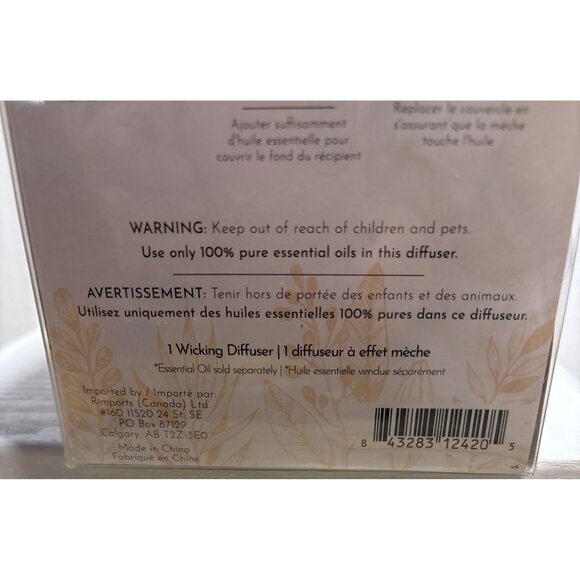 Ajouter suffisamment
d'huile essentielle pour
couvrir le fond du récipient
Replacer le couvercle en
s'assurant que la mèche
touche l'huile
WARNING: Keep out of reach of children and pets.
Use only 100% pure essential oils in this diffuser.
AVERTISSEMENT: Tenir hors de portée des enfants et des animaux.
Utilisez uniquement des huiles essentielles 100% pures dans ce diffuseur.
1 Wicking Diffuser | 1 diffuseur à effet mèche
*Essential Oil sold separately | *Huile essentielle vendue séparément
Imported by / Importé par:
Rimports (Canada) Ltd.
#160 11520 24 St. SE
PO Box 87129
Calgary, AB T2Z 3E0
Made in China
Fabriqué en Chine
8 43283 12420 5